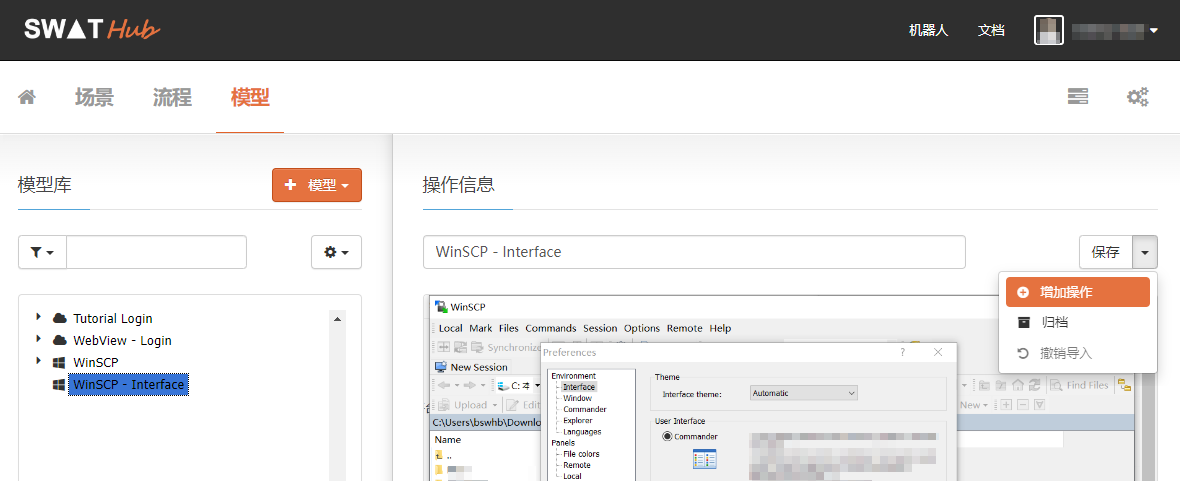 SWAT Hub 机器人 文档
场景 流程 模型
模型库 模型 操作信息
WinSCP - Interface 保存
增加操作
归档
撤销导入
Tutorial Login
WebView - Login
WinSCP
WinSCP - Interface
WinSCP
Local Mark Files Commands Session Options Remote Help
Synchronize
New Session
C: 本
Find Files
Upload Edit New
C:\Users\bswhb\Downlo
Name
..
Preferences ?
Environment
Interface
Window
Commander
Explorer
Languages
Panels
File colors
Remote
Local
Theme
Interface theme: Automatic
User Interface
Commander